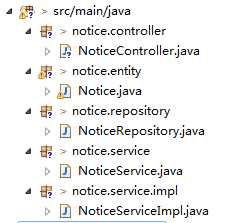 > src/main/java
> notice.controller
NoticeController.java
> notice.entity
Notice.java
> notice.repository
NoticeRepository.java
> notice.service
NoticeService.java
> notice.service.impl
NoticeServiceImpl.java